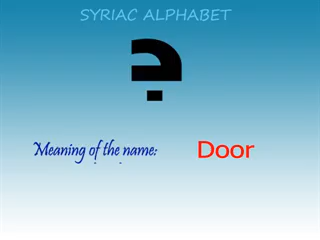 SYRIAC ALPHABET
ܕ
Meaning of the name: Door